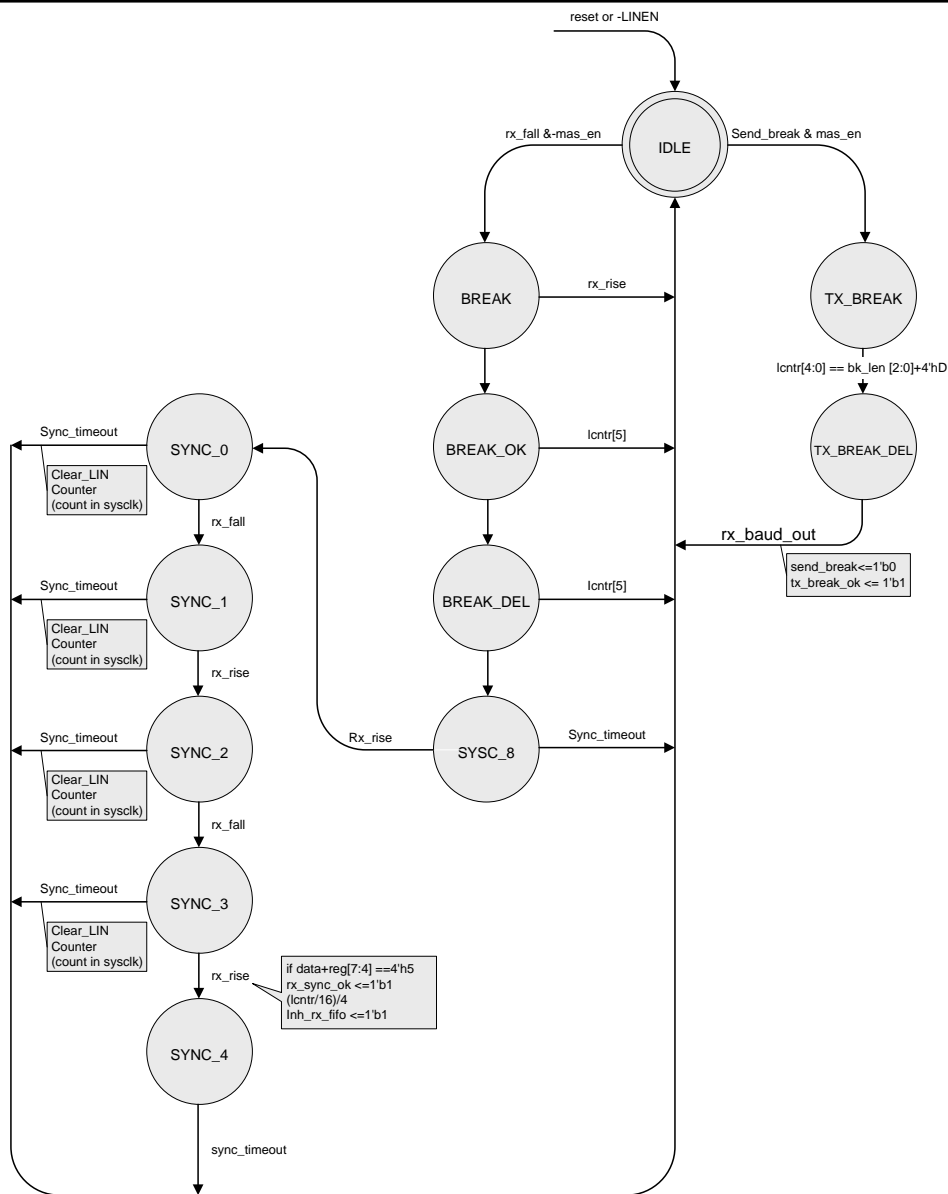 reset or -LINEN
rx_fall &-mas_en
IDLE
Send_break & mas_en
BREAK
rx_rise
TX_BREAK
lcntr[4:0] == bk_len [2:0]+4'hD
Sync_timeout
SYNC_0
BREAK_OK
lcntr[5]
TX_BREAK_DEL
Clear_LIN
Counter
(count in sysclk)
rx_fall
rx_baud_out
send_break<=1'b0
tx_break_ok <= 1'b1
Sync_timeout
SYNC_1
BREAK_DEL
lcntr[5]
Clear_LIN
Counter
(count in sysclk)
rx_rise
Sync_timeout
SYNC_2
Rx_rise
SYSC_8
Sync_timeout
Clear_LIN
Counter
(count in sysclk)
rx_fall
Sync_timeout
SYNC_3
Clear_LIN
Counter
(count in sysclk)
rx_rise
if data+reg[7:4] ==4'h5
rx_sync_ok <=1'b1
(lcntr/16)/4
Inh_rx_fifo <=1'b1
SYNC_4
sync_timeout